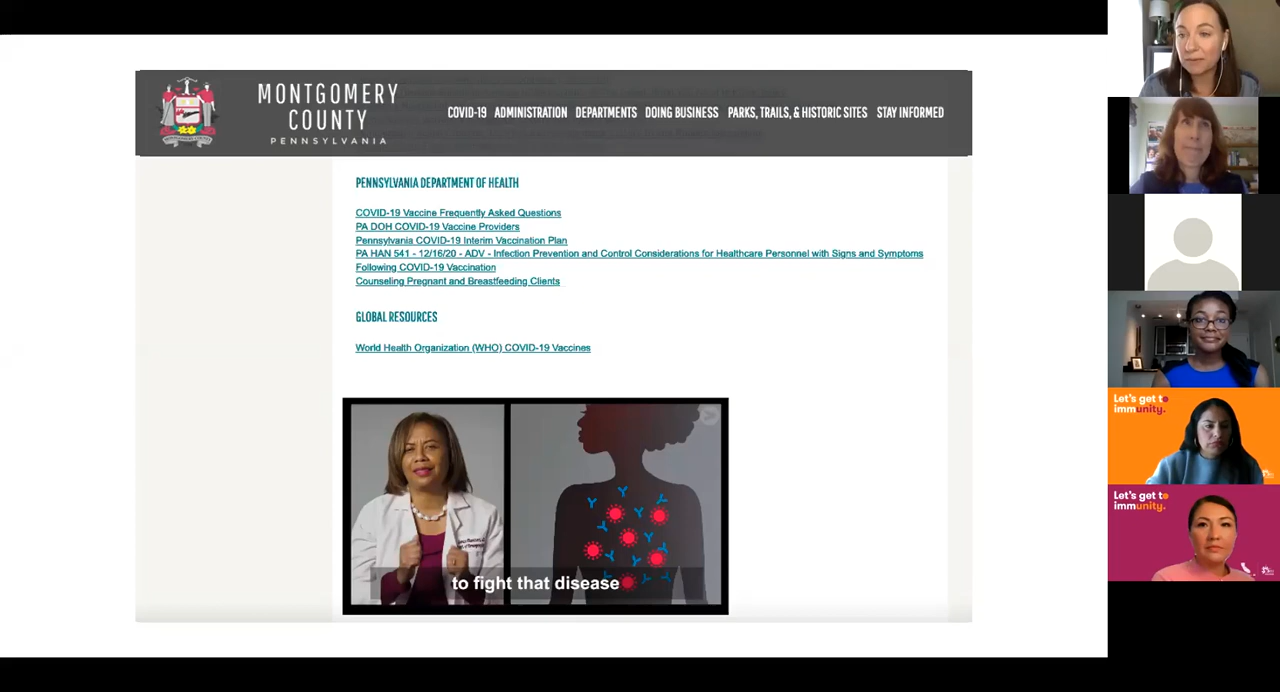 MONTGOMERY
COUNTY
PENNSYLVANIA
COVID-19 ADMINISTRATION DEPARTMENTS DOING BUSINESS PARKS, TRAILS, & HISTORIC SITES STAY INFORMED
PENNSYLVANIA DEPARTMENT OF HEALTH
COVID-19 Vaccine Frequently Asked Questions
PA DOH COVID-19 Vaccine Providers
Pennsylvania COVID-19 Interim Vaccination Plan
PA HAN 541 - 12/16/20 - ADV - Infection Prevention and Control Considerations for Healthcare Personnel with Signs and Symptoms
Following COVID-19 Vaccination
Counseling Pregnant and Breastfeeding Clients
GLOBAL RESOURCES
World Health Organization (WHO) COVID-19 Vaccines
to fight that disease
Let's get to
immunity.
Let's get to
immunity.